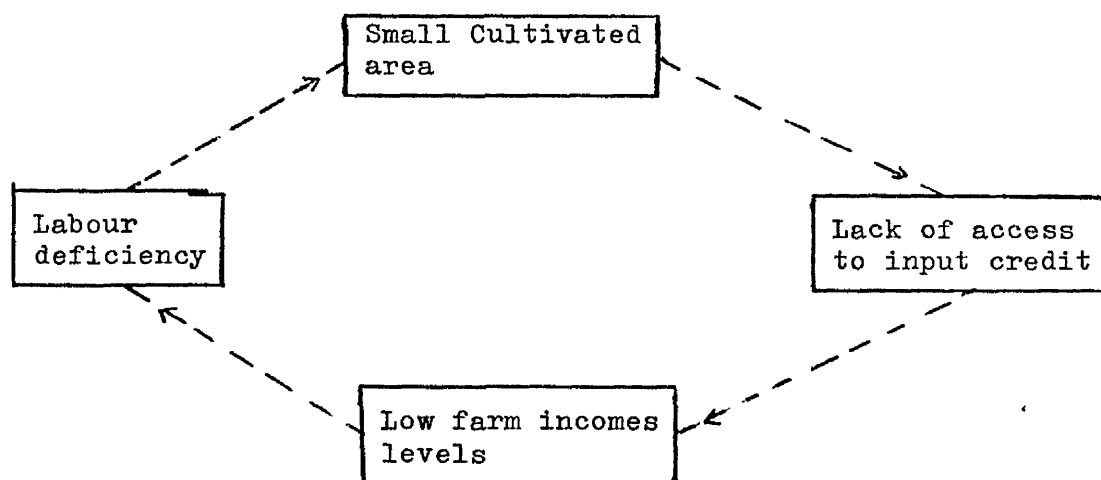 Small Cultivated
area
Labour
deficiency
Lack of access
to input credit
Low farm incomes
levels